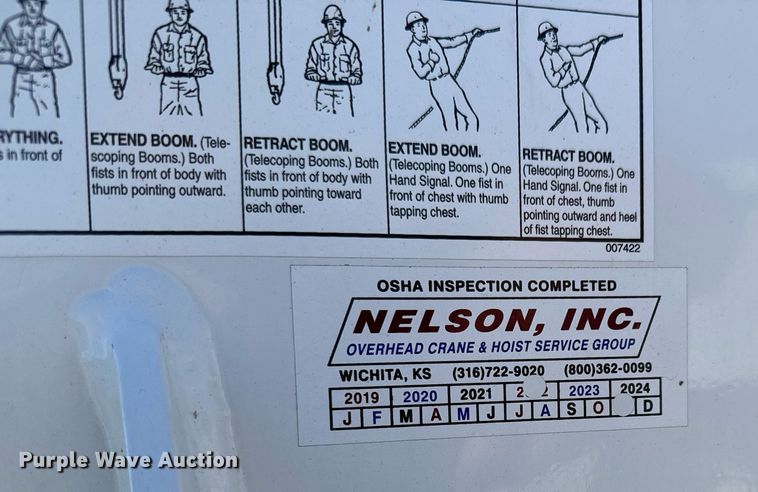 RYTHING.
s in front of
EXTEND BOOM. (Tele-
scoping Booms.) Both
fists in front of body with
thumb pointing outward.
RETRACT BOOM.
(Telecoping Booms.) Both
fists in front of body with
thumb pointing toward
each other.
EXTEND BOOM.
(Telecoping Booms.) One
Hand Signal. One fist in
front of chest with thumb
tapping chest.
RETRACT BOOM.
(Telecoping Booms.) One
Hand Signal. One fist in
front of chest, thumb
pointing outward and heel
of fist tapping chest.
007422
OSHA INSPECTION COMPLETED
NELSON, INC.
OVERHEAD CRANE & HOIST SERVICE GROUP
WICHITA, KS (316)722-9020 (800)362-0099
2019 2020 2021 2023 2024
J F M A M J J A S O D
Purple Wave Auction